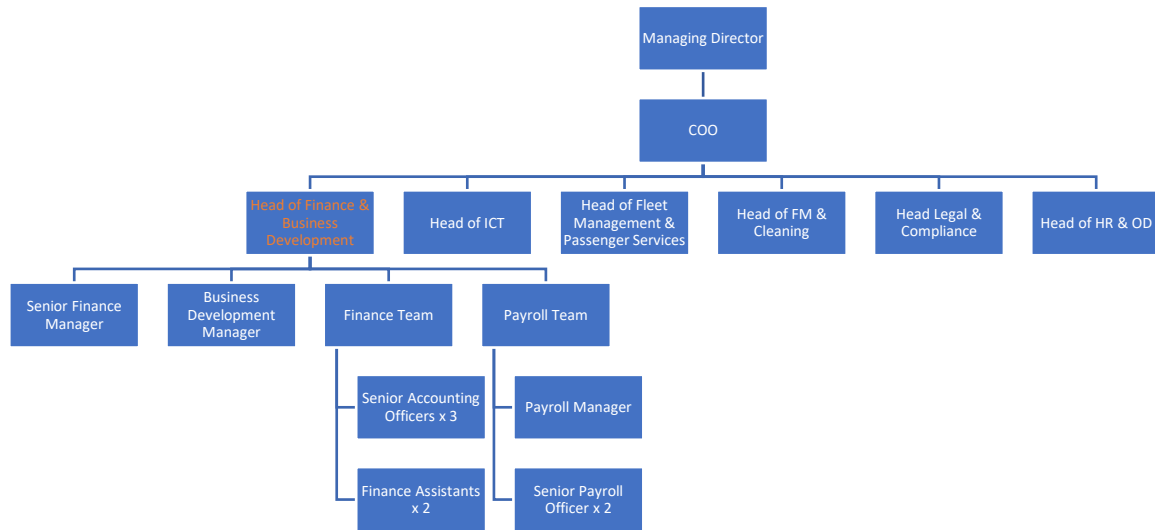 Managing Director
COO
Head of Finance &
Business
Development
Head of ICT
Head of Fleet
Management &
Passenger Services
Head of FM &
Cleaning
Head Legal &
Compliance
Head of HR & OD
Senior Finance
Manager
Business
Development
Manager
Finance Team
Payroll Team
Senior Accounting
Officers x 3
Payroll Manager
Finance Assistants
x 2
Senior Payroll
Officer x 2